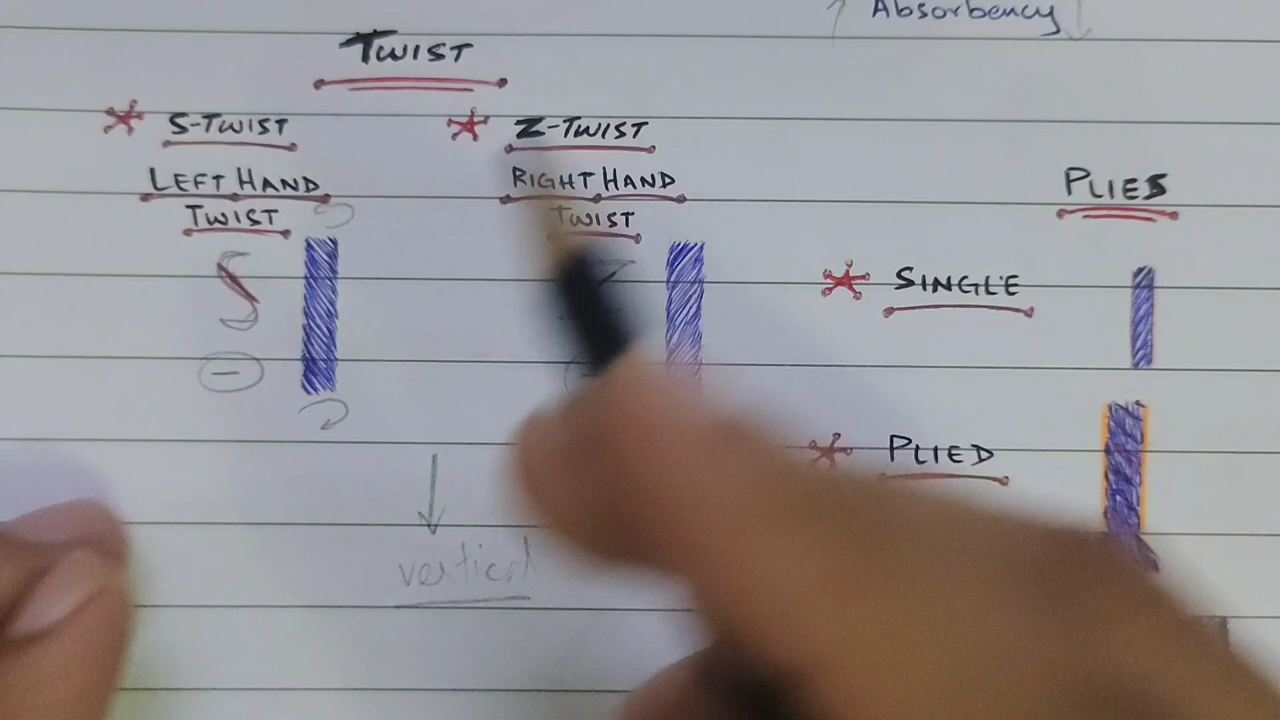 Absorbency
TWIST
S-TWIST
LEFT HAND
TWIST
S
Z-TWIST
RIGHT HAND
TWIST
Z
PLIES
SINGLE
PLIED
vertical